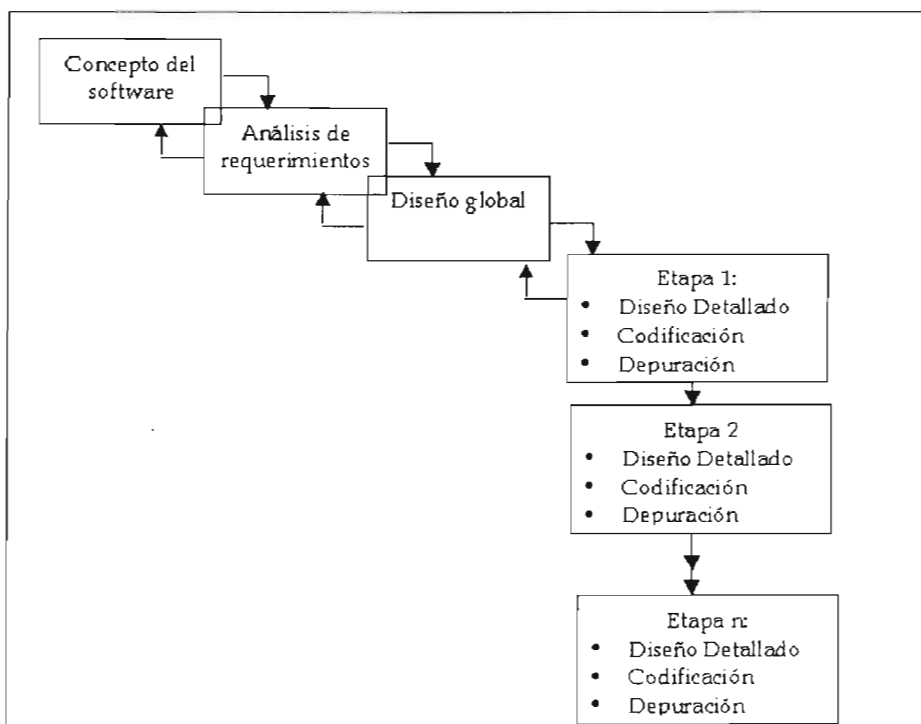 Concepto del
software
Análisis de
requerimientos
Diseño global
Etapa 1:
• Diseño Detallado
• Codificación
• Depuración
Etapa 2
• Diseño Detallado
• Codificación
• Depuración
Etapa n:
• Diseño Detallado
• Codificación
• Depuración